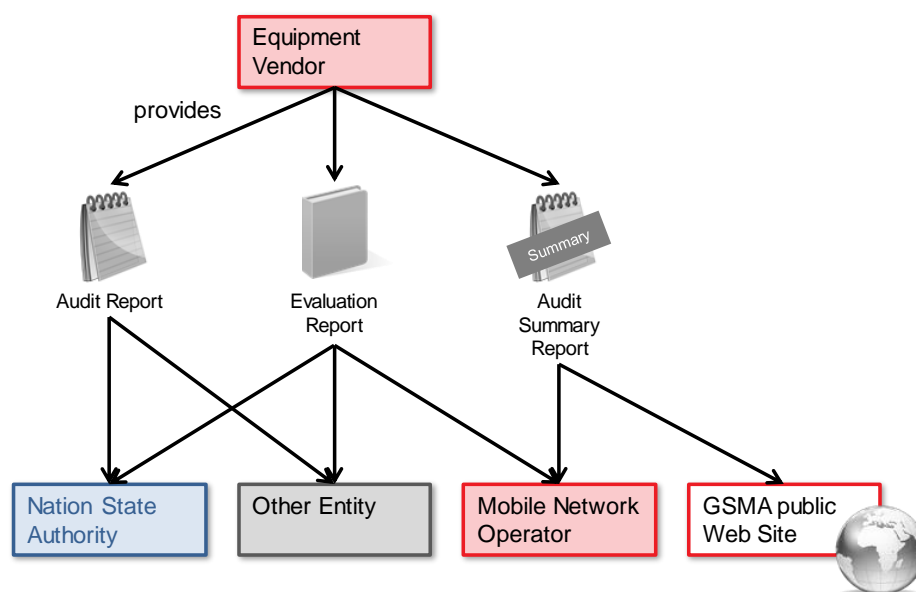 Equipment
Vendor
provides
Summary
Audit Report
Evaluation
Report
Audit
Summary
Report
Nation State
Authority
Other Entity
Mobile Network
Operator
GSMA public
Web Site